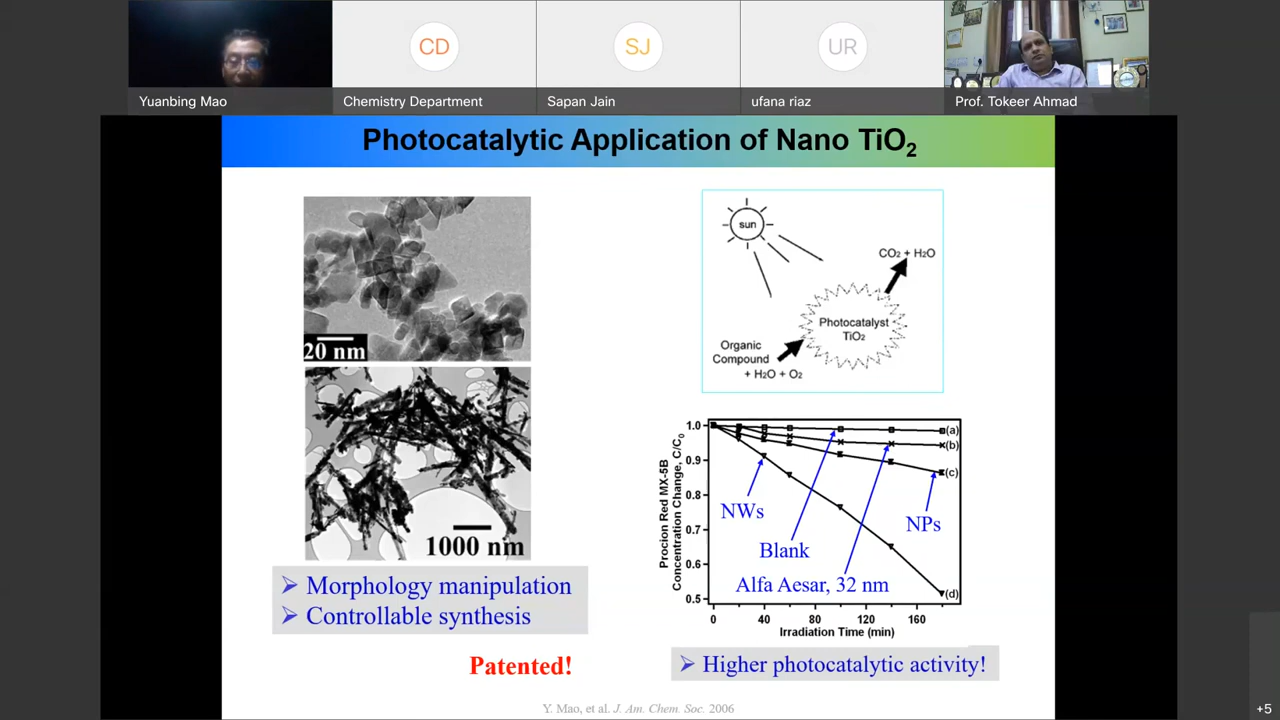 CD
SJ
UR
Yuanbing Mao
Chemistry Department
Sapan Jain
ufana riaz
Prof. Tokeer Ahmad
Photocatalytic Application of Nano TiO₂
20 nm
1000 nm
➢ Morphology manipulation
➢ Controllable synthesis
Patented!
sun
CO₂ + H₂O
Photocatalyst
TiO₂
Organic
Compound
+ H₂O + O₂
Procion Red MX-5B
Concentration Change, C/C₀
1.0
0.9
0.8
0.7
0.6
0.5
(a)
(b)
(c)
(d)
NWs
NPs
Blank
Alfa Aesar, 32 nm
0
40
80
120
160
Irradiation Time (min)
➢ Higher photocatalytic activity!
Y. Mao, et al. J. Am. Chem. Soc. 2006
+5